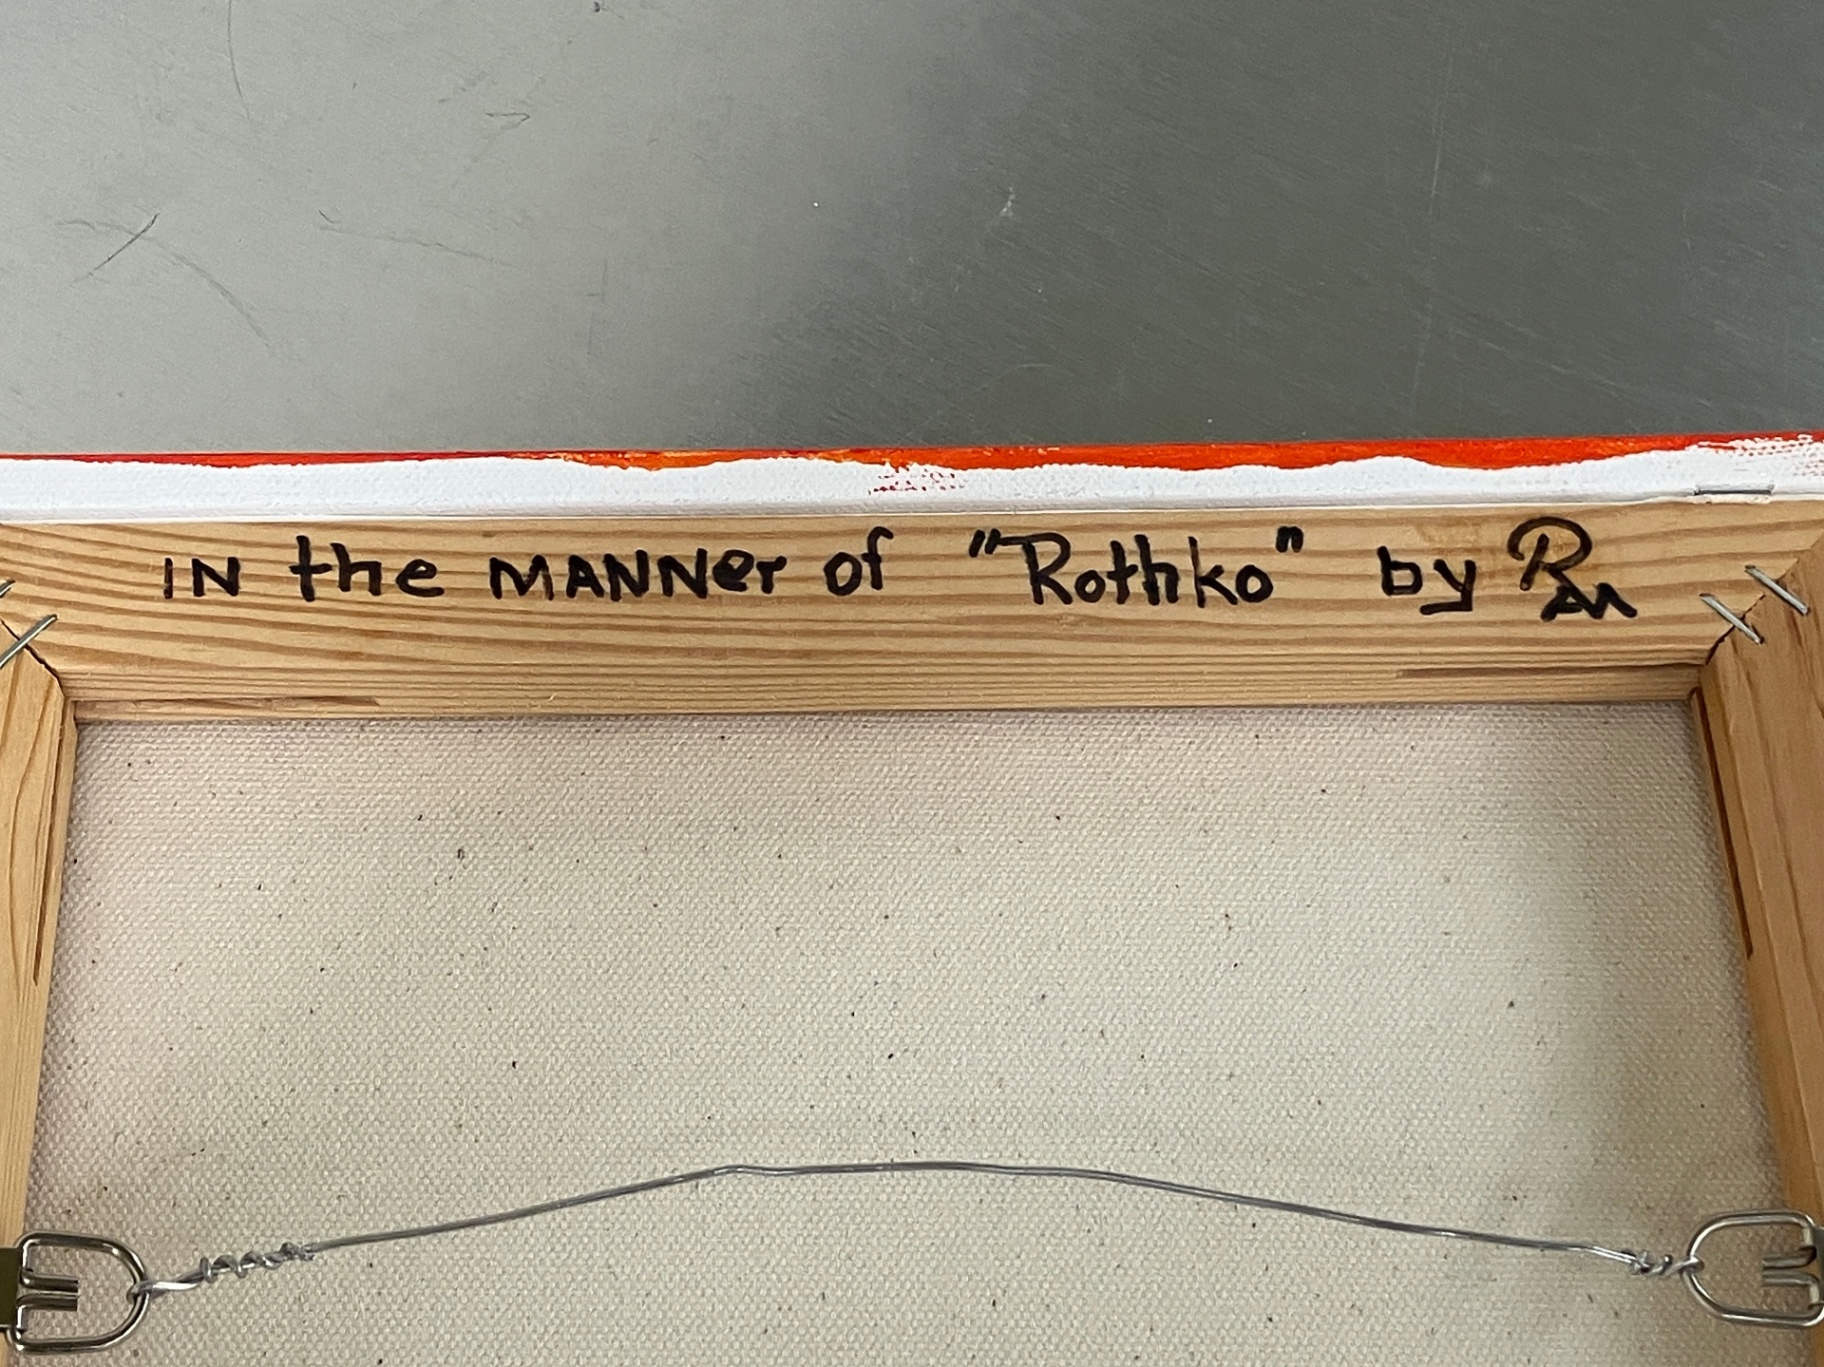 IN the MANNer of "Rothko" by